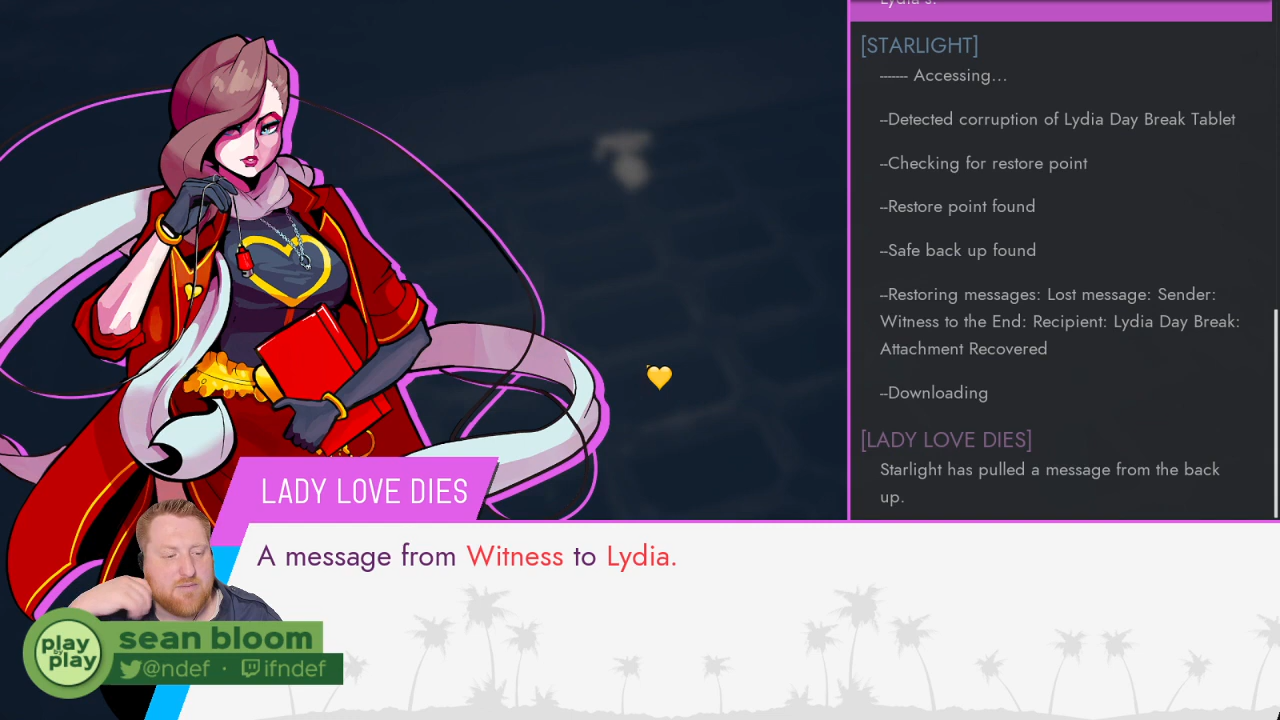 Lydia's.
[STARLIGHT]
------- Accessing...
--Detected corruption of Lydia Day Break Tablet
--Checking for restore point
--Restore point found
--Safe back up found
--Restoring messages: Lost message: Sender:
Witness to the End: Recipient: Lydia Day Break:
Attachment Recovered
--Downloading
[LADY LOVE DIES]
Starlight has pulled a message from the back
up.
LADY LOVE DIES
A message from Witness to Lydia.
play
by
play
sean bloom
@ndef · ifndef